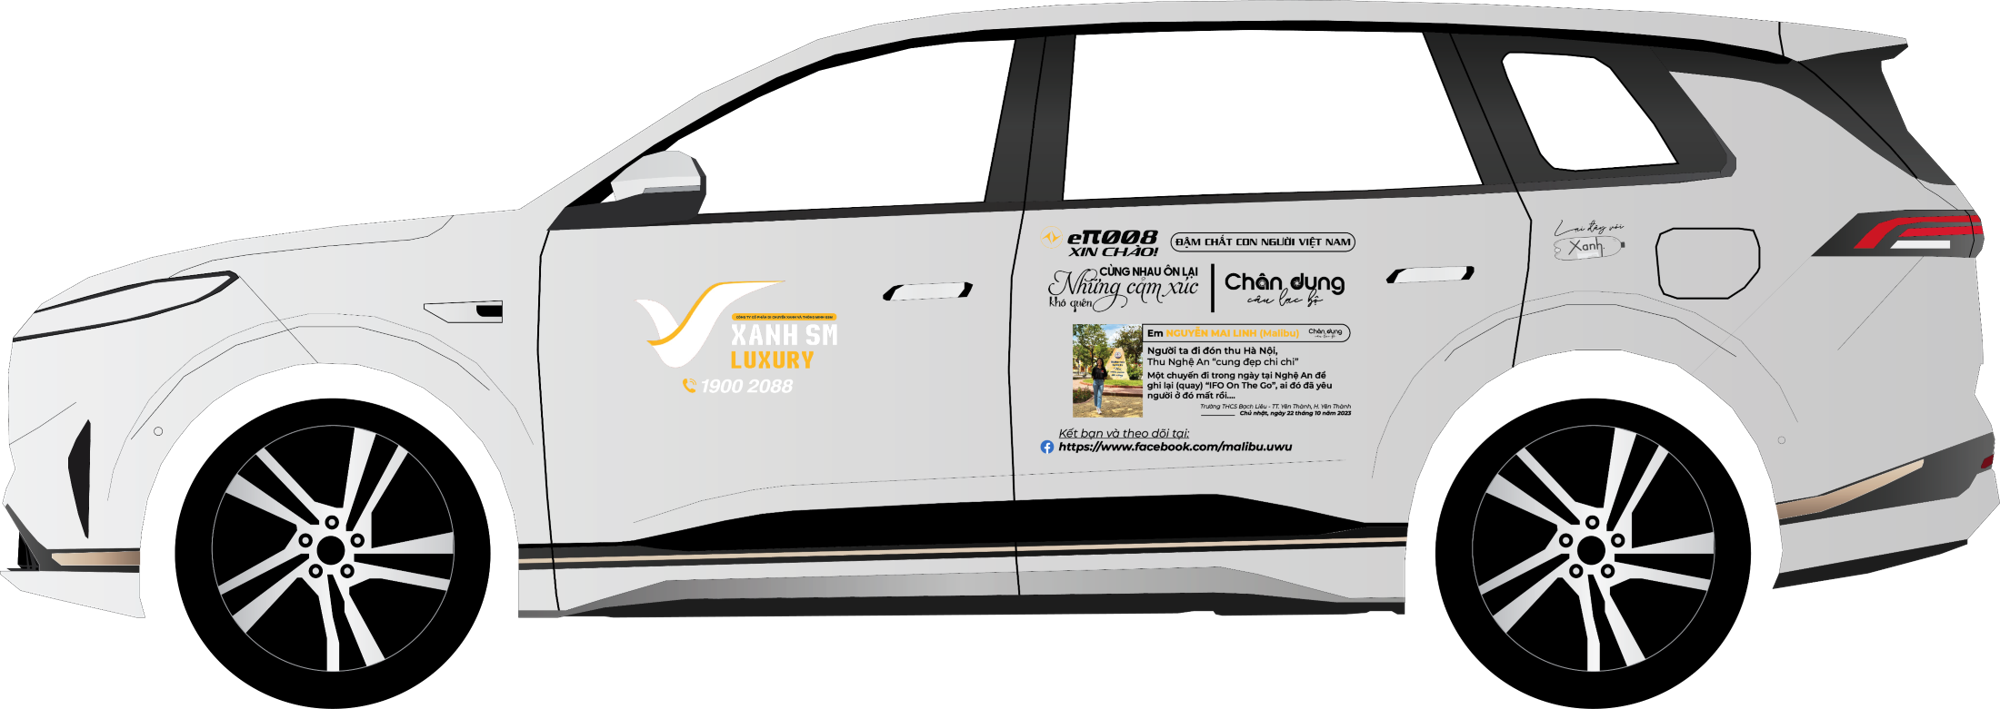 CÔNG TY CỔ PHẦN DI CHUYỂN XANH VÀ THÔNG MINH GSM
XANH SM
LUXURY
1900 2088
eπ008
XIN CHÀO!
ĐẬM CHẤT CON NGƯỜI VIỆT NAM
CÙNG NHAU ÔN LẠI
Những cảm xúc
khó quên
Chân dung
câu lạc bộ
Em NGUYỄN MAI LINH (Malibu)
Chân dung
câu lạc bộ
Người ta đi đón thu Hà Nội,
Thu Nghệ An “cung đẹp chi chi”
Một chuyến đi trong ngày tại Nghệ An để
ghi lại (quay) “IFO On The Go”, ai đó đã yêu
người ở đó mất rồi....
Trường THCS Bạch Liêu - TT. Yên Thành, H. Yên Thành
Chủ nhật, ngày 22 tháng 10 năm 2023
Kết bạn và theo dõi tại:
https://www.facebook.com/malibu.uwu
Lái đây với
Xanh